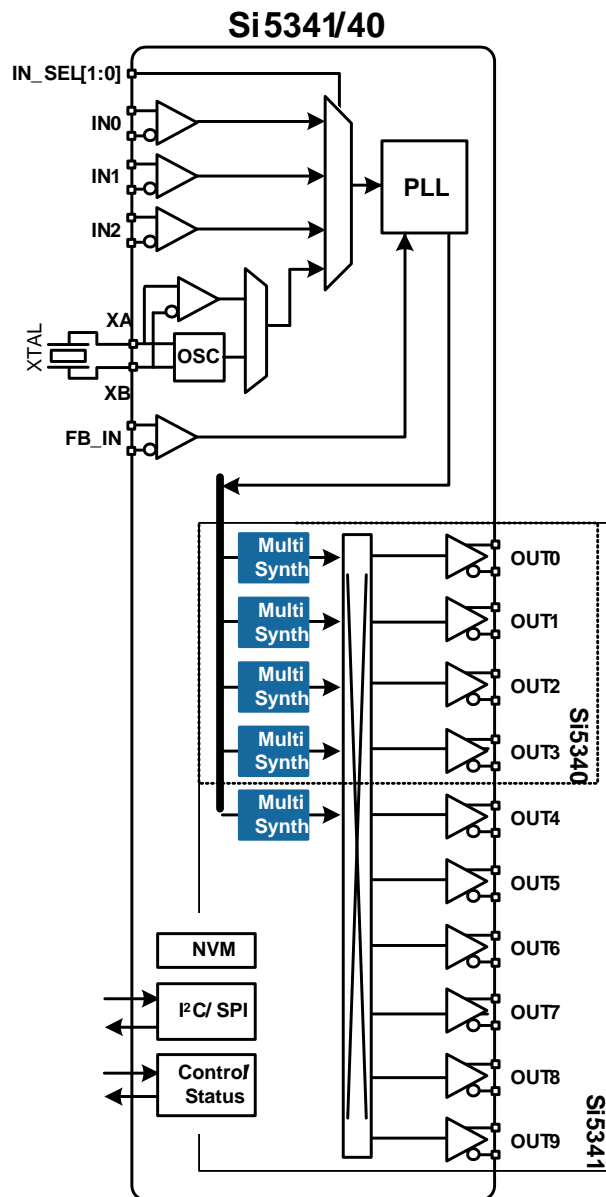 Si5341/40
IN_SEL[1:0]
IN0
IN1
IN2
PLL
XA
XTAL
OSC
XB
FB_IN
Multi
Synth
OUT0
Multi
Synth
OUT1
Multi
Synth
OUT2
Multi
Synth
OUT3
Si5340
Multi
Synth
OUT4
OUT5
NVM
OUT6
I²C/ SPI
OUT7
Control/
Status
OUT8
OUT9
Si5341